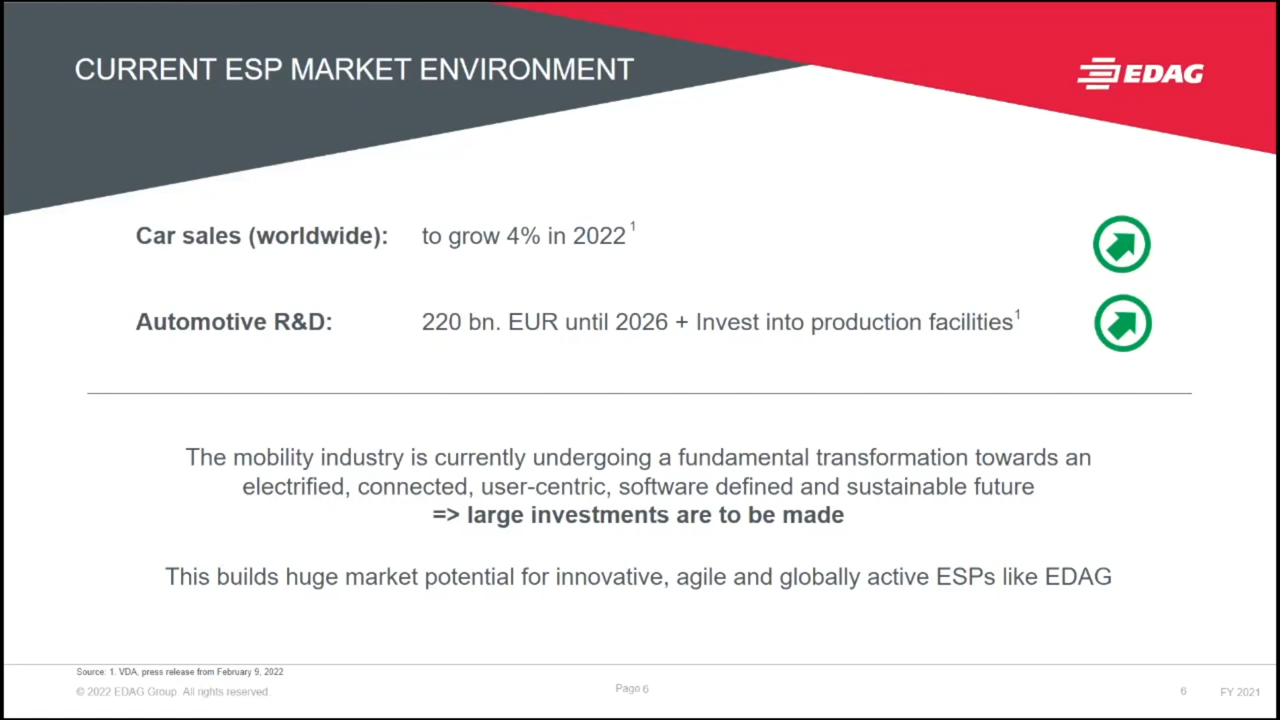 CURRENT ESP MARKET ENVIRONMENT
EDAG
Car sales (worldwide): to grow 4% in 2022 1
Automotive R&D: 220 bn. EUR until 2026 + Invest into production facilities1
The mobility industry is currently undergoing a fundamental transformation towards an
electrified, connected, user-centric, software defined and sustainable future
=> large investments are to be made
This builds huge market potential for innovative, agile and globally active ESPs like EDAG
Source: 1. VDA, press release from February 9, 2022
© 2022 EDAG Group. All rights reserved.
Page 6
6
FY 2021